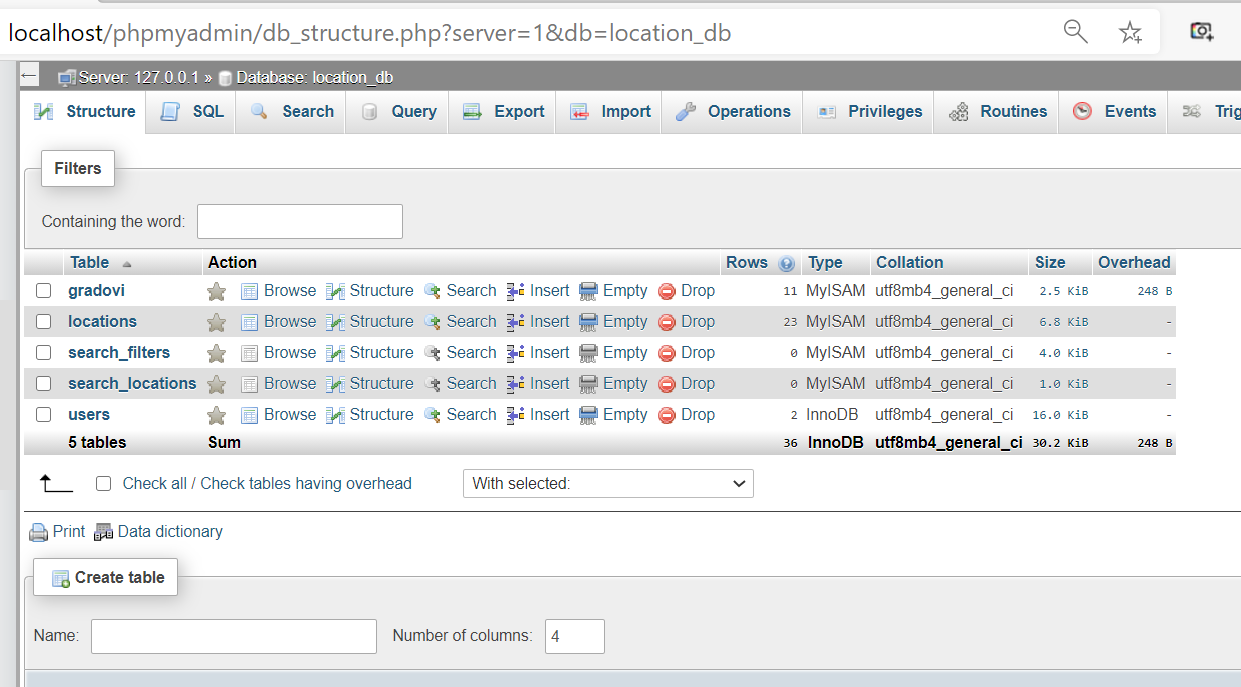 localhost/phpmyadmin/db_structure.php?server=1&db=location_db
Server: 127.0.0.1 » Database: location_db
Structure SQL Search Query Export Import Operations Privileges Routines Events Trig
Filters
Containing the word:
Table Action Rows Type Collation Size Overhead
gradovi Browse Structure Search Insert Empty Drop 11 MyISAM utf8mb4_general_ci 2.5 KiB 248 B
locations Browse Structure Search Insert Empty Drop 23 MyISAM utf8mb4_general_ci 6.8 KiB -
search_filters Browse Structure Search Insert Empty Drop 0 MyISAM utf8mb4_general_ci 4.0 KiB -
search_locations Browse Structure Search Insert Empty Drop 0 MyISAM utf8mb4_general_ci 1.0 KiB -
users Browse Structure Search Insert Empty Drop 2 InnoDB utf8mb4_general_ci 16.0 KiB -
5 tables Sum 36 InnoDB utf8mb4_general_ci 30.2 KiB 248 B
Check all / Check tables having overhead With selected:
Print Data dictionary
Create table
Name: Number of columns: 4